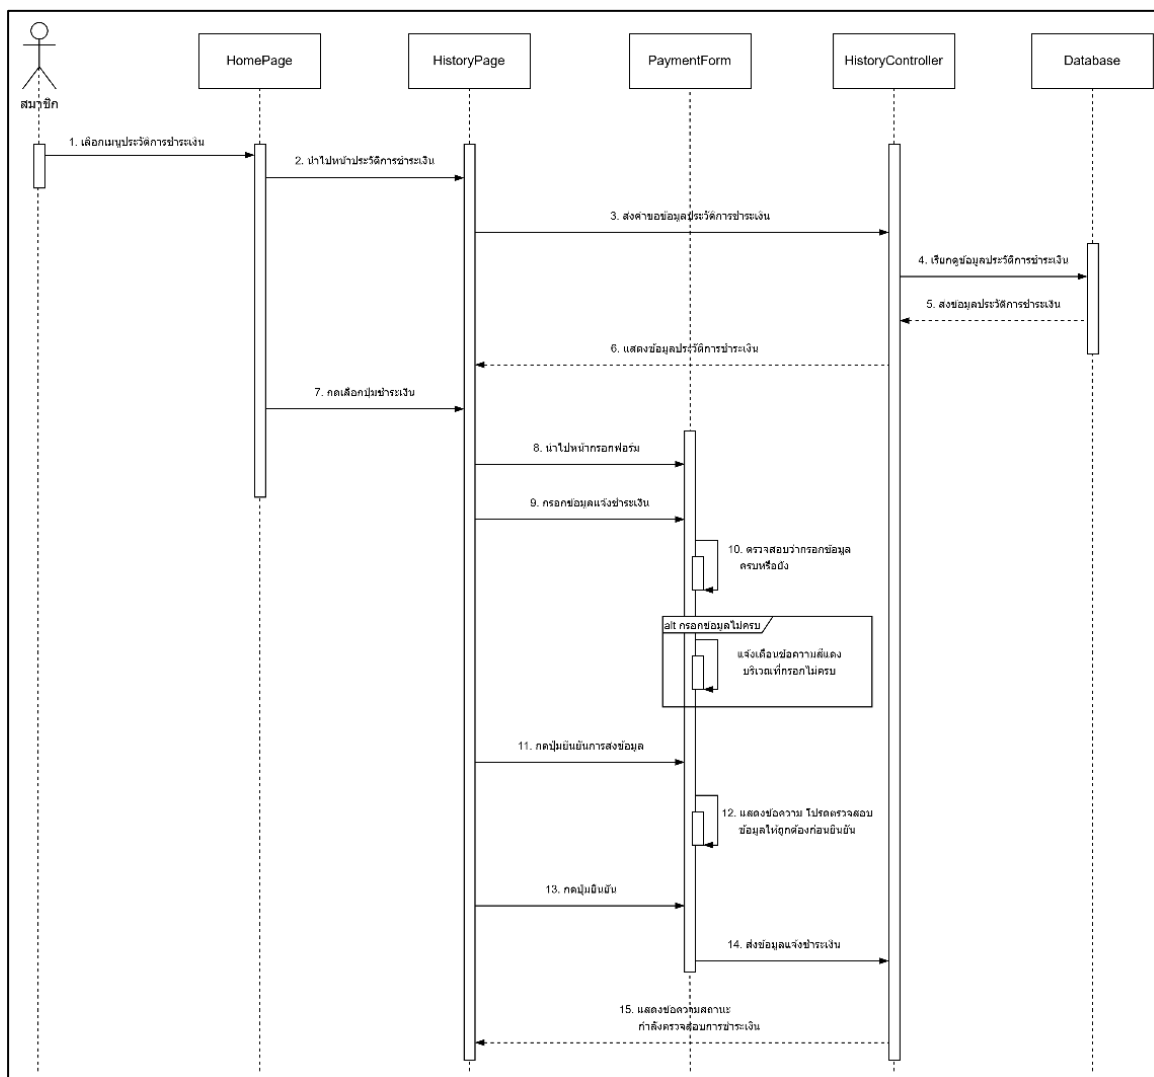 HomePage
HistoryPage
PaymentForm
HistoryController
Database
สมาชิก
1. เลือกเมนูประวัติการชำระเงิน
2. นำไปหน้าประวัติการชำระเงิน
3. ส่งคำขอข้อมูลประวัติการชำระเงิน
4. เรียกดูข้อมูลประวัติการชำระเงิน
5. ส่งข้อมูลประวัติการชำระเงิน
6. แสดงข้อมูลประวัติการชำระเงิน
7. กดเลือกปุ่มชำระเงิน
8. นำไปหน้ากรอกฟอร์ม
9. กรอกข้อมูลแจ้งชำระเงิน
10. ตรวจสอบว่ากรอกข้อมูล
ครบหรือยัง
alt กรอกข้อมูลไม่ครบ
แจ้งเตือนข้อความสีแดง
บริเวณที่กรอกไม่ครบ
11. กดปุ่มยืนยันการส่งข้อมูล
12. แสดงข้อความ โปรดตรวจสอบ
ข้อมูลให้ถูกต้องก่อนยืนยัน
13. กดปุ่มยืนยัน
14. ส่งข้อมูลแจ้งชำระเงิน
15. แสดงข้อความสถานะ
กำลังตรวจสอบการชำระเงิน